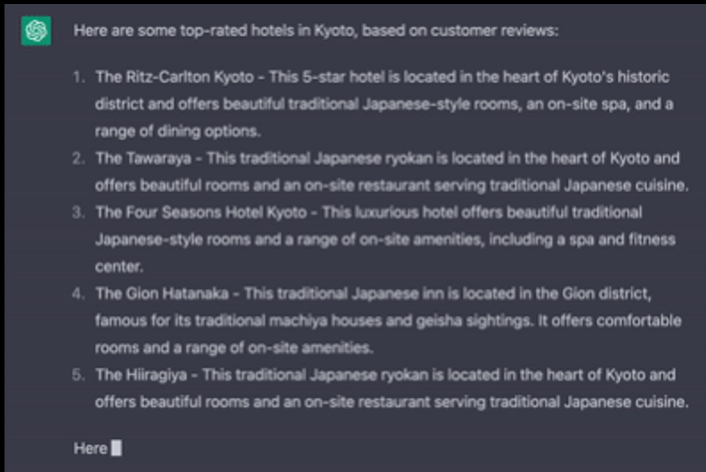 Here are some top-rated hotels in Kyoto, based on customer reviews:
1. The Ritz-Carlton Kyoto - This 5-star hotel is located in the heart of Kyoto's historic
district and offers beautiful traditional Japanese-style rooms, an on-site spa, and a
range of dining options.
2. The Tawaraya - This traditional Japanese ryokan is located in the heart of Kyoto and
offers beautiful rooms and an on-site restaurant serving traditional Japanese cuisine.
3. The Four Seasons Hotel Kyoto - This luxurious hotel offers beautiful traditional
Japanese-style rooms and a range of on-site amenities, including a spa and fitness
center.
4. The Gion Hatanaka - This traditional Japanese inn is located in the Gion district,
famous for its traditional machiya houses and geisha sightings. It offers comfortable
rooms and a range of on-site amenities.
5. The Hiiragiya - This traditional Japanese ryokan is located in the heart of Kyoto and
offers beautiful rooms and an on-site restaurant serving traditional Japanese cuisine.
Here